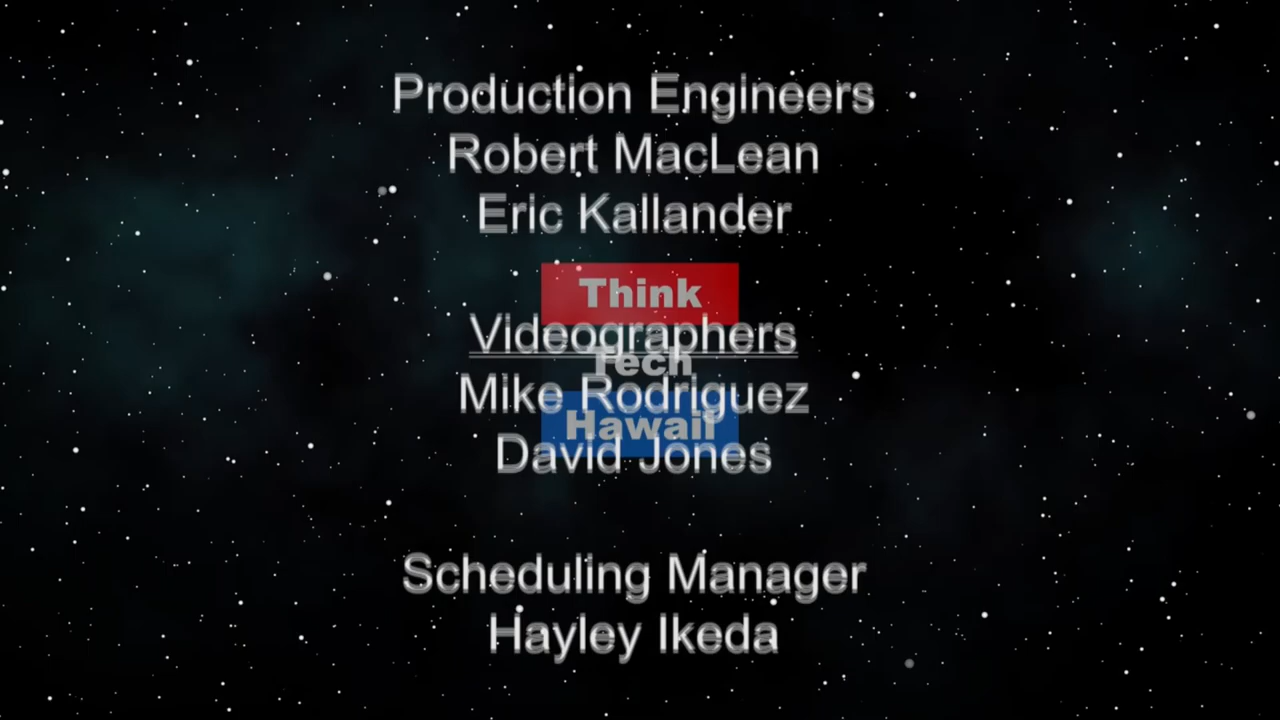 Production Engineers
Robert MacLean
Eric Kallander
Think
Videographers
Tech
Mike Rodriguez
Hawaii
David Jones
Scheduling Manager
Hayley Ikeda